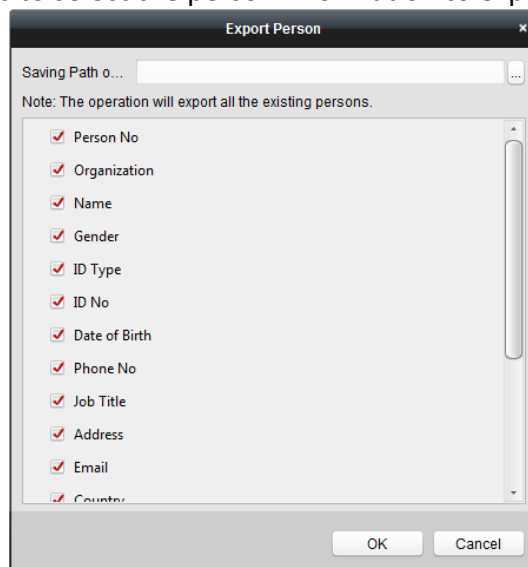 Export Person
Saving Path o...
...
Note: The operation will export all the existing persons.
Person No
Organization
Name
Gender
ID Type
ID No
Date of Birth
Phone No
Job Title
Address
Email
Country
OK Cancel